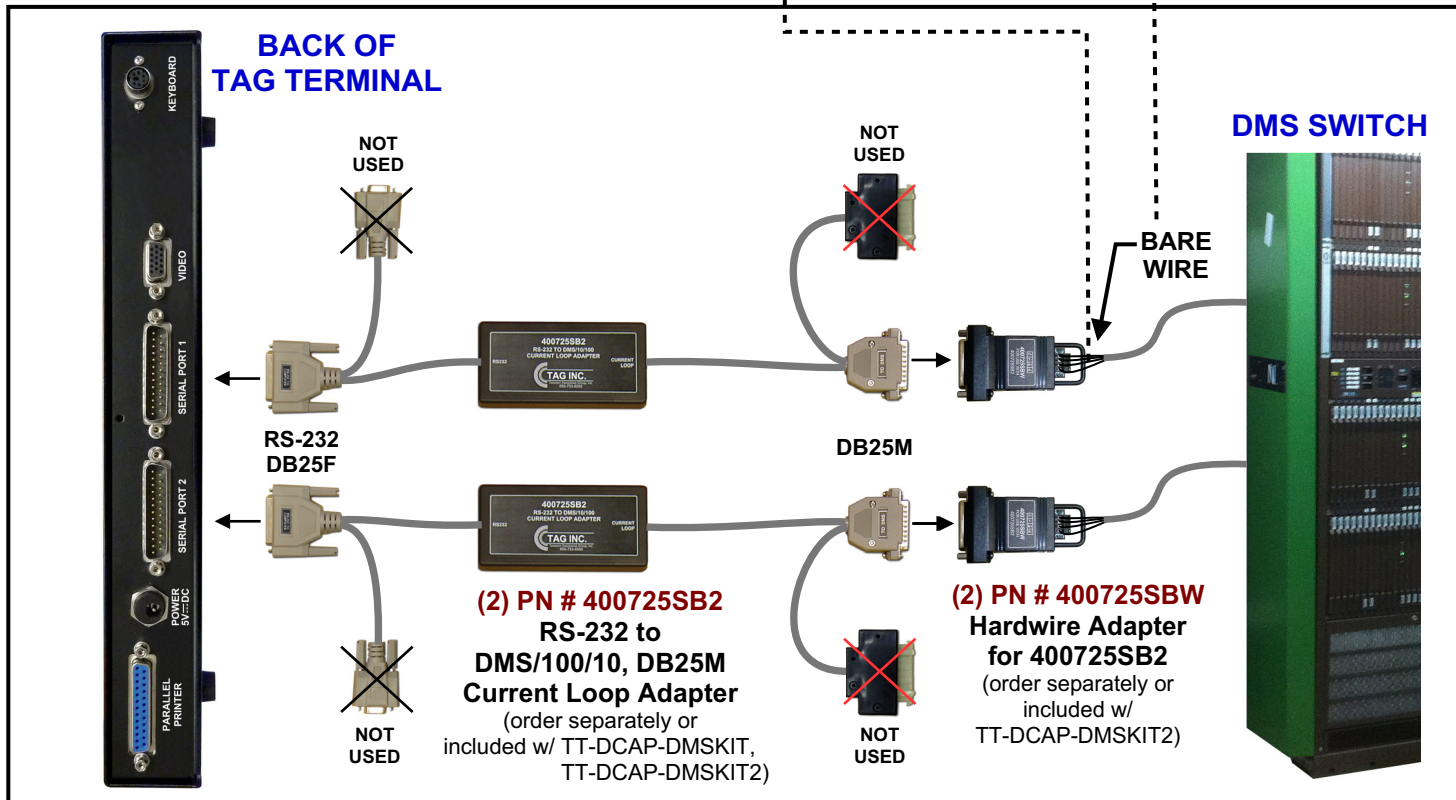 BACK OF
TAG TERMINAL
KEYBOARD
VIDEO
SERIAL PORT 1
SERIAL PORT 2
POWER
5V DC
PARALLEL
PRINTER
NOT
USED
NOT
USED
DMS SWITCH
BARE
WIRE
RS232
400725SB2
RS-232 TO DMS/10/100
CURRENT LOOP ADAPTER
TAG INC.
CURRENT
LOOP
400725SBW
RS-232
DB25F
DB25M
RS232
400725SB2
RS-232 TO DMS/10/100
CURRENT LOOP ADAPTER
TAG INC.
CURRENT
LOOP
TO DMS
400725SBW
(2) PN # 400725SB2
RS-232 to
DMS/100/10, DB25M
Current Loop Adapter
(order separately or
included w/ TT-DCAP-DMSKIT,
TT-DCAP-DMSKIT2)
(2) PN # 400725SBW
Hardwire Adapter
for 400725SB2
(order separately or
included w/
TT-DCAP-DMSKIT2)
NOT
USED
NOT
USED